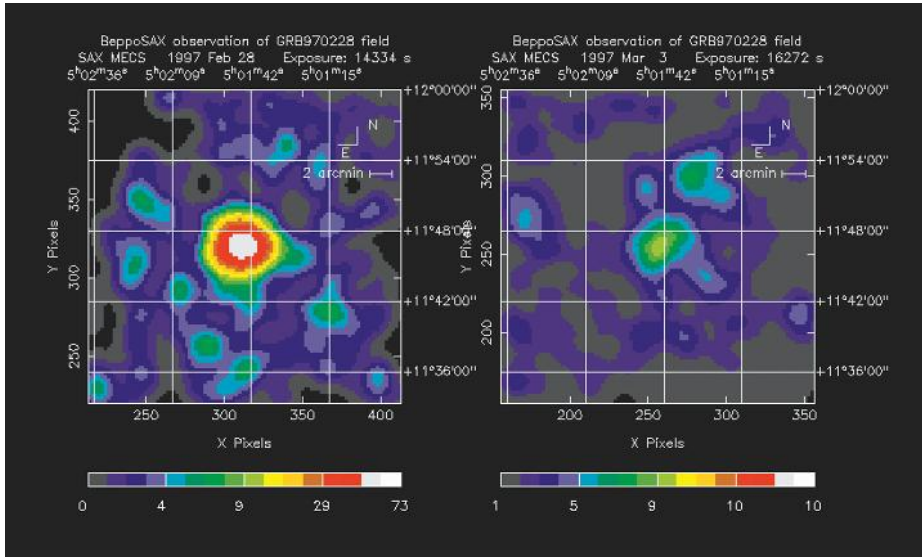 BeppoSAX observation of GRB970228 field
SAX MECS 1997 Feb 28 Exposure: 14334 s
5ʰ02ᵐ36ˢ 5ʰ02ᵐ09ˢ 5ʰ01ᵐ42ˢ 5ʰ01ᵐ15ˢ
+12°00'00"
400
N
E
+11°54'00"
2 arcmin
350
+11°48'00"
Y Pixels
300
+11°42'00"
250
+11°36'00"
250 300 350 400
X Pixels
0 4 9 29 73
BeppoSAX observation of GRB970228 field
SAX MECS 1997 Mar 3 Exposure: 16272 s
5ʰ02ᵐ36ˢ 5ʰ02ᵐ09ˢ 5ʰ01ᵐ42ˢ 5ʰ01ᵐ15ˢ
350
+12°00'00"
N
E
+11°54'00"
300
2 arcmin
+11°48'00"
Y Pixels
250
+11°42'00"
200
+11°36'00"
200 250 300 350
X Pixels
1 5 9 10 10